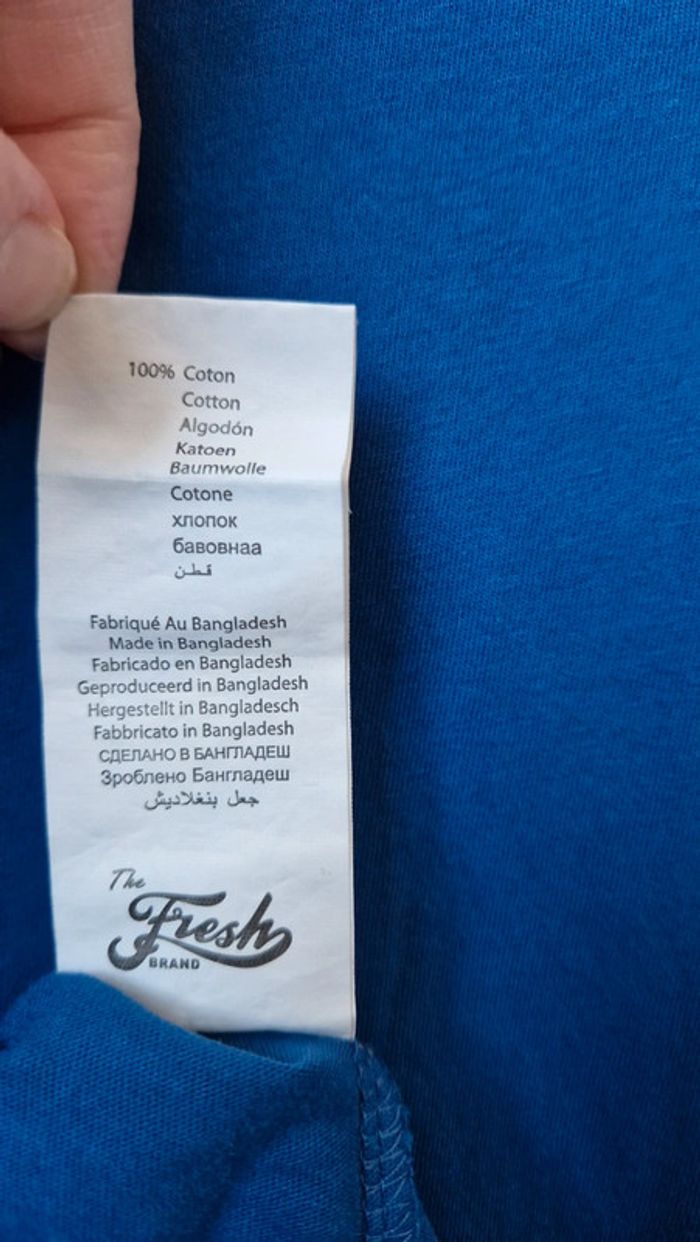 100% Coton
Cotton
Algodón
Katoen
Baumwolle
Cotone
хлопок
бавовнаа
قطن
Fabriqué Au Bangladesh
Made in Bangladesh
Fabricado en Bangladesh
Geproduceerd in Bangladesh
Hergestellt in Bangladesch
Fabbricato in Bangladesh
СДЕЛАНО В БАНГЛАДЕШ
Зроблено Бангладеш
جعل بنغلاديش
The
Fresh
BRAND